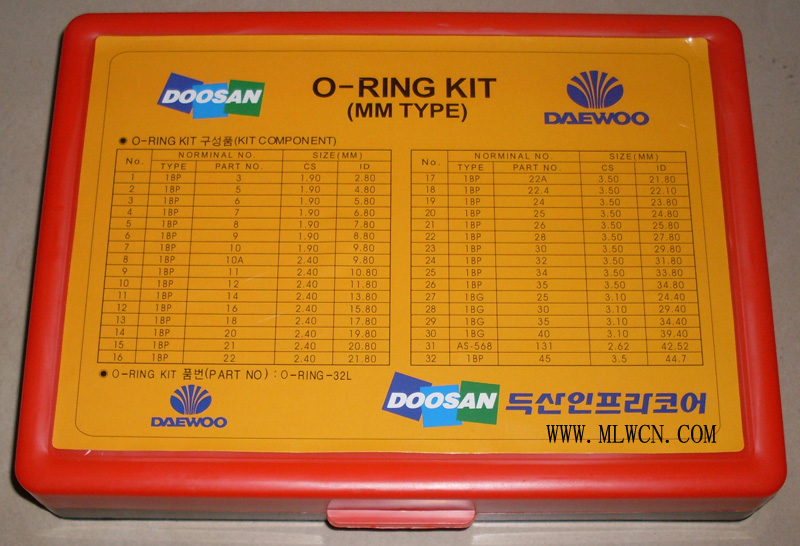 DOOSAN
O-RING KIT
(MM TYPE)
DAEWOO
● O-RING KIT 구성품(KIT COMPONENT)
No. NORMINAL NO. SIZE(MM)
TYPE PART NO. CS ID
1 1BP 3 1.90 2.80
2 1BP 5 1.90 4.80
3 1BP 6 1.90 5.80
4 1BP 7 1.90 6.80
5 1BP 8 1.90 7.80
6 1BP 9 1.90 8.80
7 1BP 10 1.90 9.80
8 1BP 10A 2.40 9.80
9 1BP 11 2.40 10.80
10 1BP 12 2.40 11.80
11 1BP 14 2.40 13.80
12 1BP 16 2.40 15.80
13 1BP 18 2.40 17.80
14 1BP 20 2.40 19.80
15 1BP 21 2.40 20.80
16 1BP 22 2.40 21.80
No. NORMINAL NO. SIZE(MM)
TYPE PART NO. CS ID
17 1BP 22A 3.50 21.80
18 1BP 22.4 3.50 22.10
19 1BP 24 3.50 23.80
20 1BP 25 3.50 24.80
21 1BP 26 3.50 25.80
22 1BP 28 3.50 27.80
23 1BP 30 3.50 29.80
24 1BP 32 3.50 31.80
25 1BP 34 3.50 33.80
26 1BP 35 3.50 34.80
27 1BG 25 3.10 24.40
28 1BG 30 3.10 29.40
29 1BG 35 3.10 34.40
30 1BG 40 3.10 39.40
31 AS-568 131 2.62 42.52
32 1BP 45 3.5 44.7
● O-RING KIT 품번(PART NO) : O-RING-32L
DAEWOO
DOOSAN 득산인프라코어
WWW.MLWCN.COM